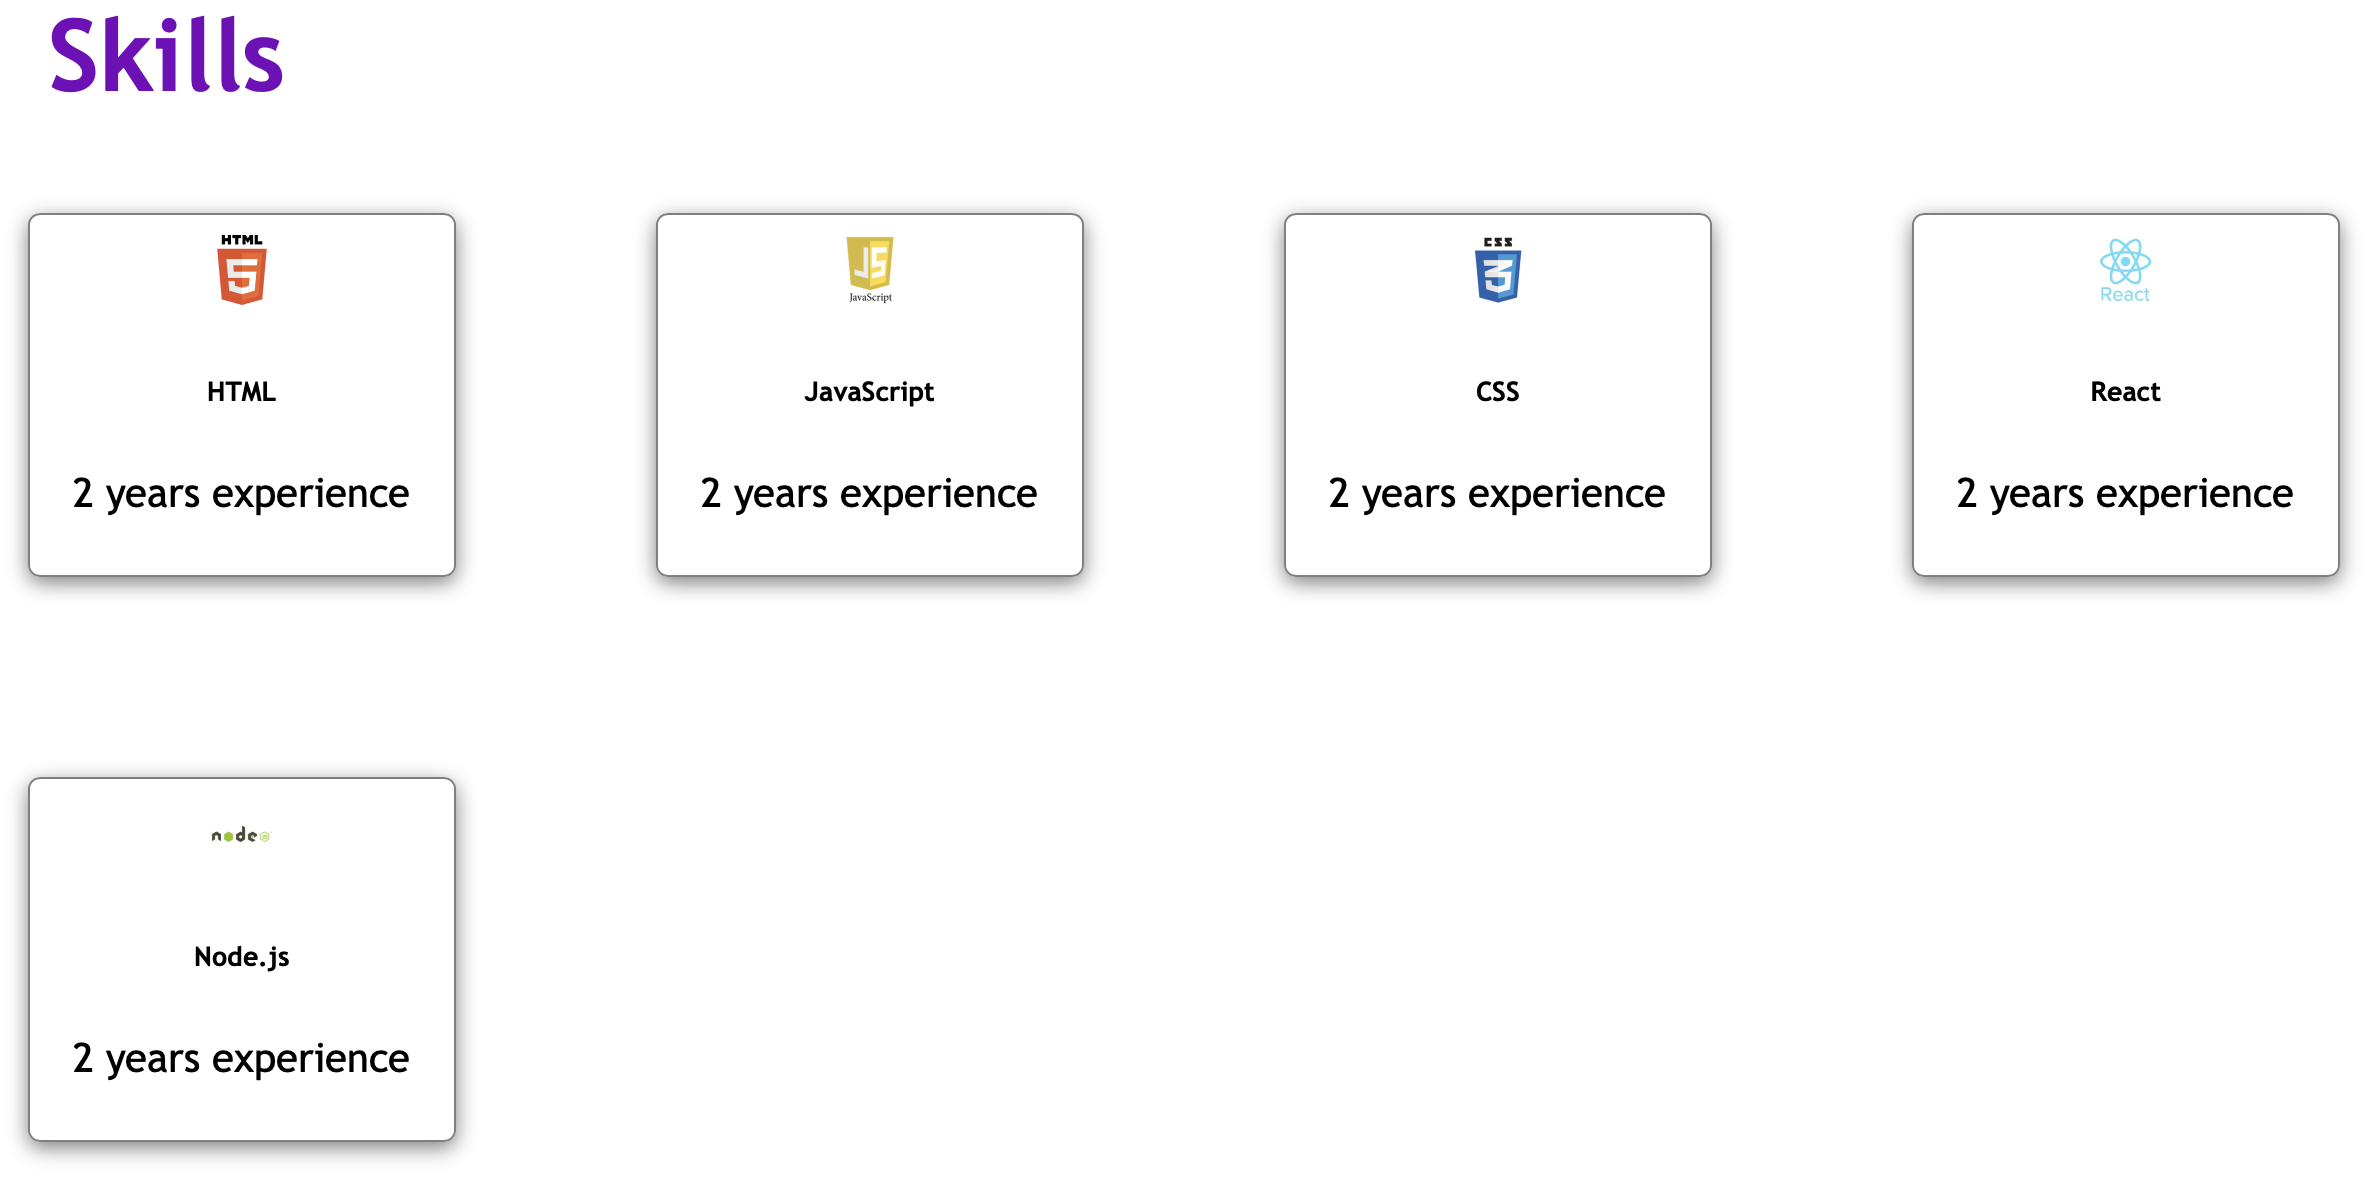 Skills
HTML
5
HTML
2 years experience
JS
JavaScript
JavaScript
2 years experience
CSS
3
CSS
2 years experience
React
React
2 years experience
node
JS
Node.js
2 years experience